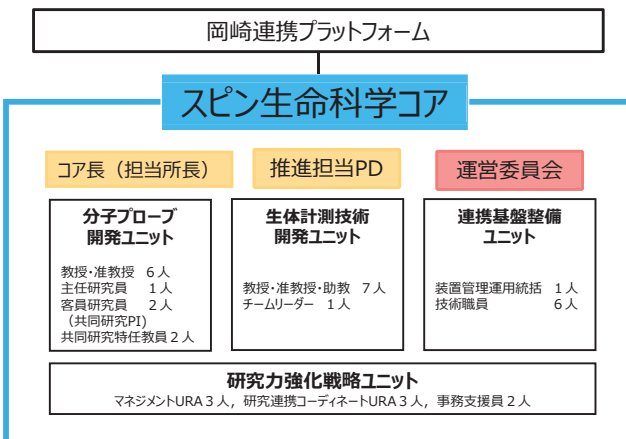 岡崎連携プラットフォーム
スピン生命科学コア
コア長（担当所長）
推進担当PD
運営委員会
分子プローブ
開発ユニット
教授・准教授 6人
主任研究員 1人
客員研究員 2人
（共同研究PI)
共同研究特任教員2人
生体計測技術
開発ユニット
教授・准教授・助教 7人
チームリーダー 1人
連携基盤整備
ユニット
装置管理運用統括 1人
技術職員 6人
研究力強化戦略ユニット
マネジメントURA3人，研究連携コーディネートURA3人，事務支援員2人